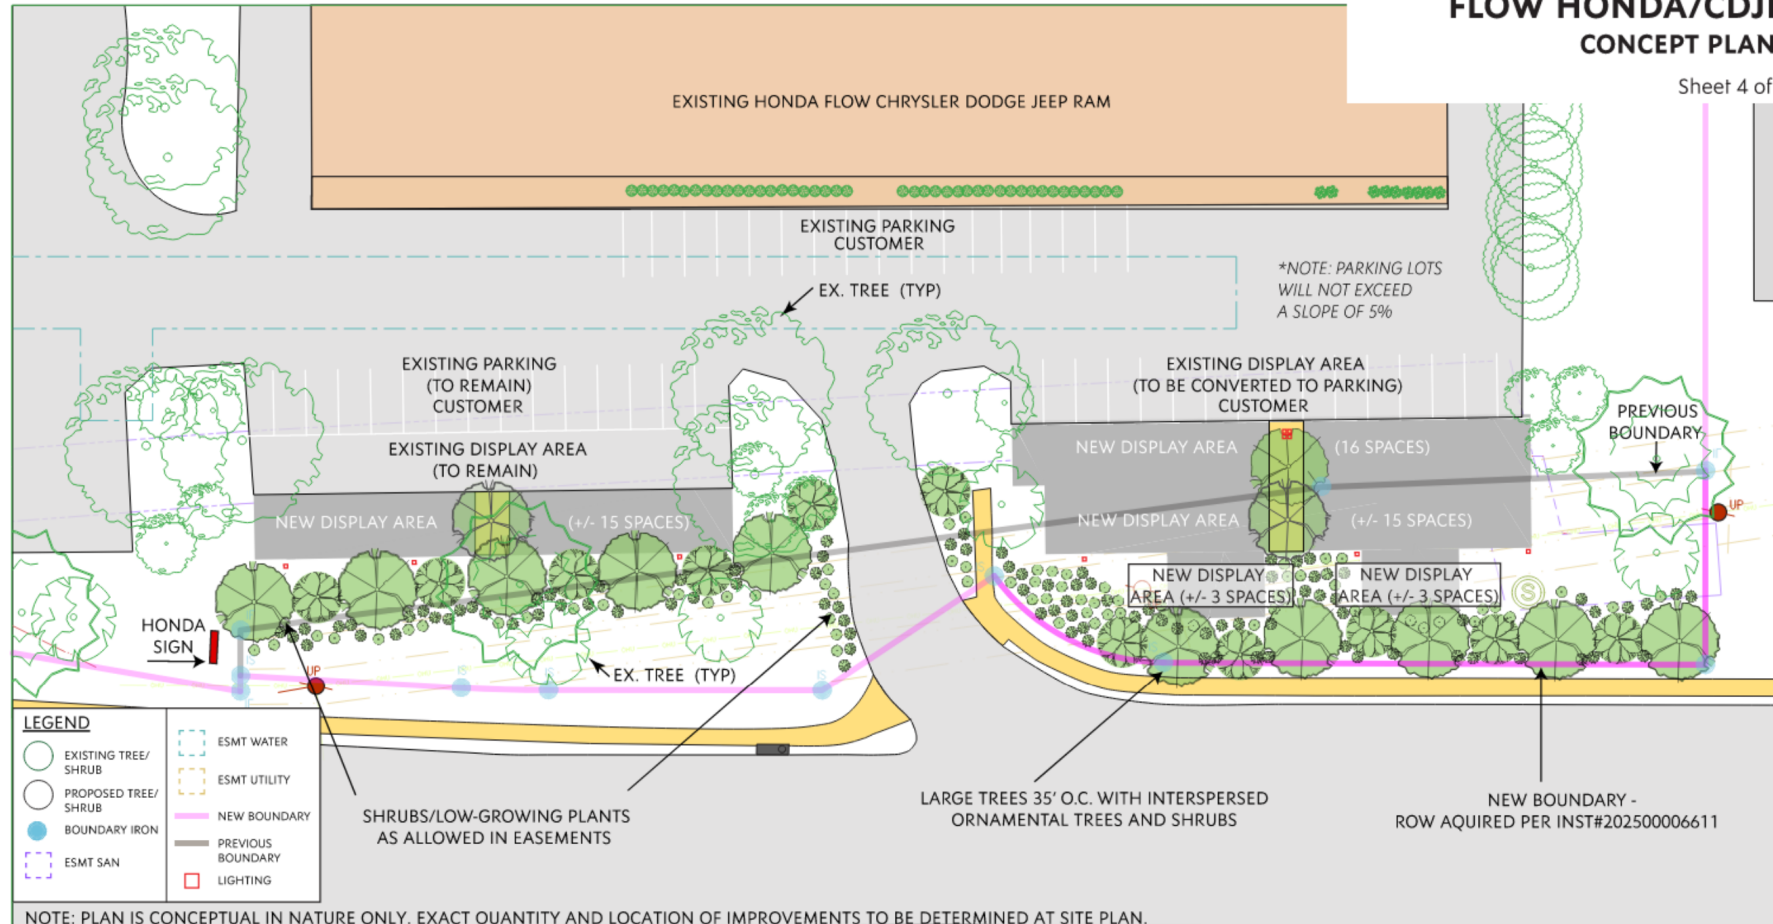 FLOW HONDA/CDJ
CONCEPT PLAN
Sheet 4 of
EXISTING HONDA FLOW CHRYSLER DODGE JEEP RAM
EXISTING PARKING
CUSTOMER
*NOTE: PARKING LOTS
WILL NOT EXCEED
A SLOPE OF 5%
EX. TREE (TYP)
EXISTING PARKING
(TO REMAIN)
CUSTOMER
EXISTING DISPLAY AREA
(TO BE CONVERTED TO PARKING)
CUSTOMER
PREVIOUS
BOUNDARY
EXISTING DISPLAY AREA
(TO REMAIN)
NEW DISPLAY AREA (16 SPACES)
NEW DISPLAY AREA (+/- 15 SPACES)
NEW DISPLAY AREA (+/- 15 SPACES)
UP
NEW DISPLAY
AREA (+/- 3 SPACES)
NEW DISPLAY
AREA (+/- 3 SPACES)
S
HONDA
SIGN
UP
EX. TREE (TYP)
IS
IS
IS
IS
LEGEND
EXISTING TREE/
SHRUB
PROPOSED TREE/
SHRUB
BOUNDARY IRON
ESMT SAN
ESMT WATER
ESMT UTILITY
NEW BOUNDARY
PREVIOUS
BOUNDARY
LIGHTING
SHRUBS/LOW-GROWING PLANTS
AS ALLOWED IN EASEMENTS
LARGE TREES 35' O.C. WITH INTERSPERSED
ORNAMENTAL TREES AND SHRUBS
NEW BOUNDARY -
ROW AQUIRED PER INST#202500006611
NOTE: PLAN IS CONCEPTUAL IN NATURE ONLY. EXACT QUANTITY AND LOCATION OF IMPROVEMENTS TO BE DETERMINED AT SITE PLAN.